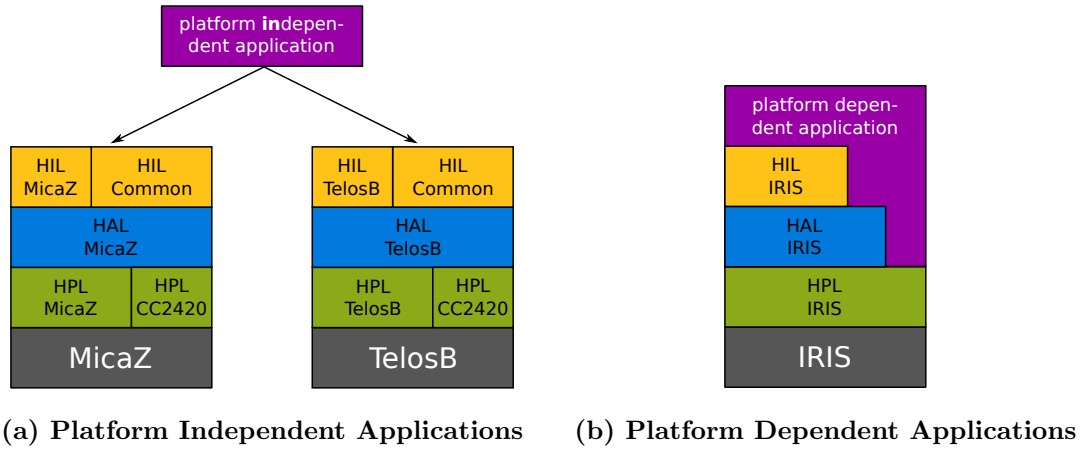 platform indepen-
dent application
HIL
MicaZ
HIL
Common
HAL
MicaZ
HPL
MicaZ
HPL
CC2420
MicaZ
HIL
TelosB
HIL
Common
HAL
TelosB
HPL
TelosB
HPL
CC2420
TelosB
(a) Platform Independent Applications
platform depen-
dent application
HIL
IRIS
HAL
IRIS
HPL
IRIS
IRIS
(b) Platform Dependent Applications